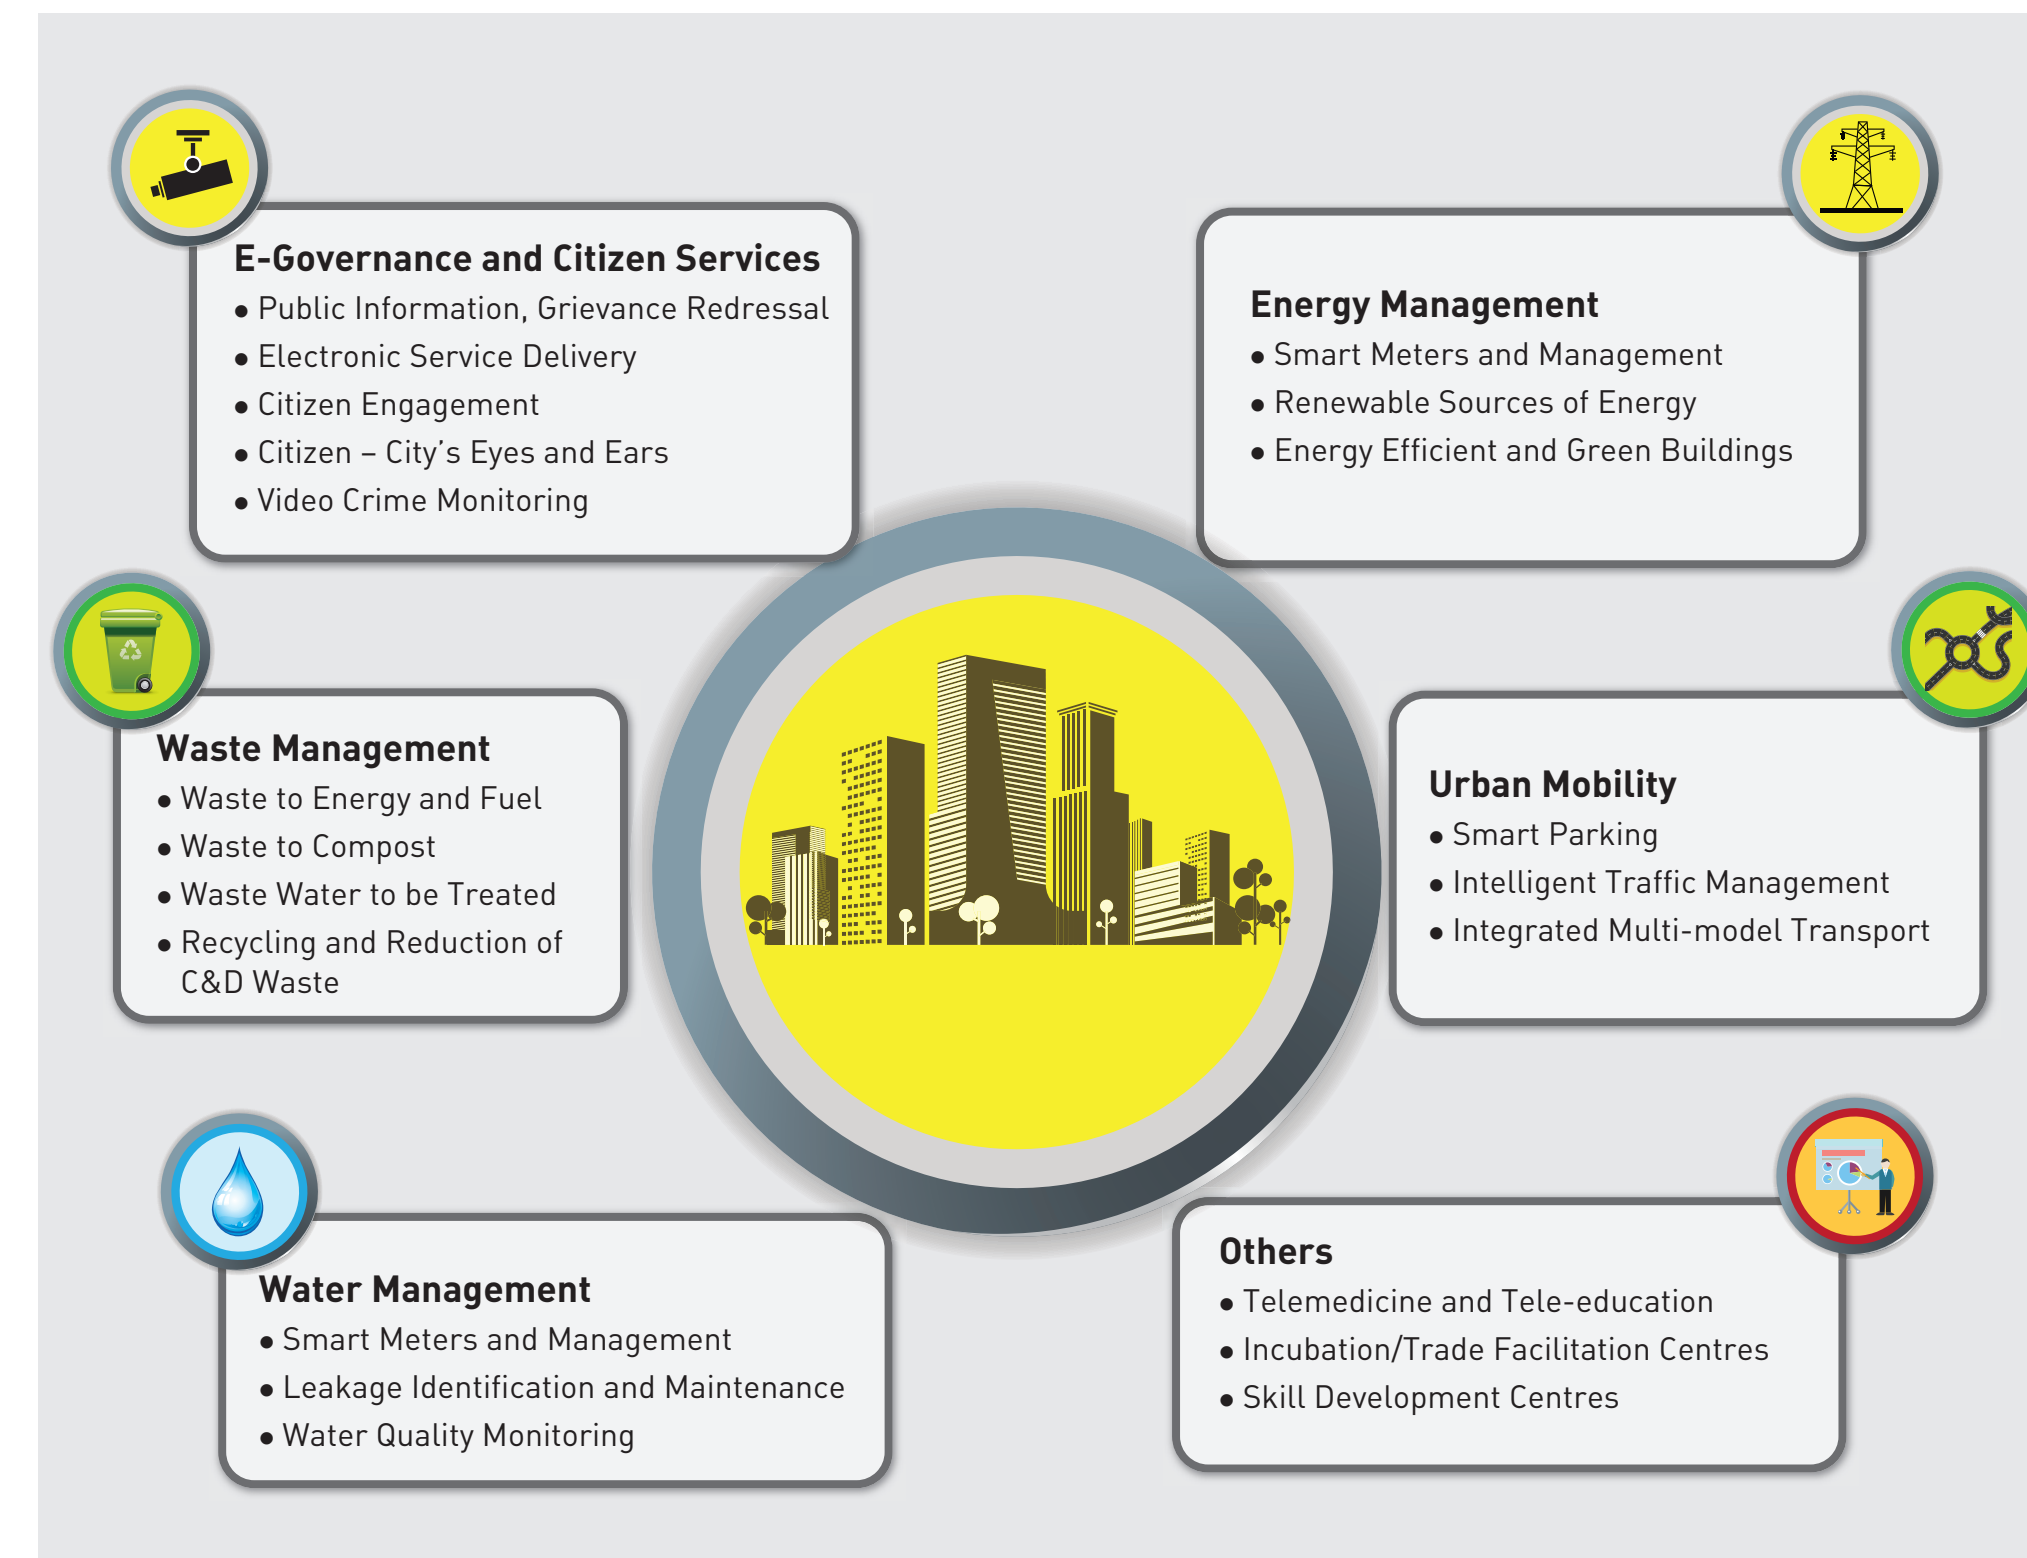 E-Governance and Citizen Services
● Public Information, Grievance Redressal
● Electronic Service Delivery
● Citizen Engagement
● Citizen – City’s Eyes and Ears
● Video Crime Monitoring
Energy Management
● Smart Meters and Management
● Renewable Sources of Energy
● Energy Efficient and Green Buildings
Waste Management
● Waste to Energy and Fuel
● Waste to Compost
● Waste Water to be Treated
● Recycling and Reduction of
C&D Waste
Urban Mobility
● Smart Parking
● Intelligent Traffic Management
● Integrated Multi-model Transport
Water Management
● Smart Meters and Management
● Leakage Identification and Maintenance
● Water Quality Monitoring
Others
● Telemedicine and Tele-education
● Incubation/Trade Facilitation Centres
● Skill Development Centres